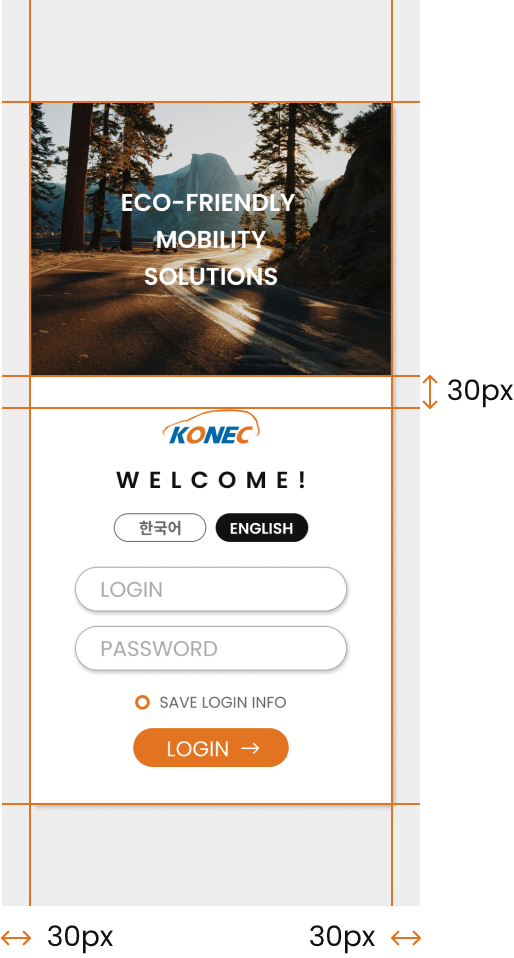 ECO-FRIENDLY
MOBILITY
SOLUTIONS
30px
KONEC
WELCOME!
한국어 ENGLISH
LOGIN
PASSWORD
SAVE LOGIN INFO
LOGIN →
30px 30px